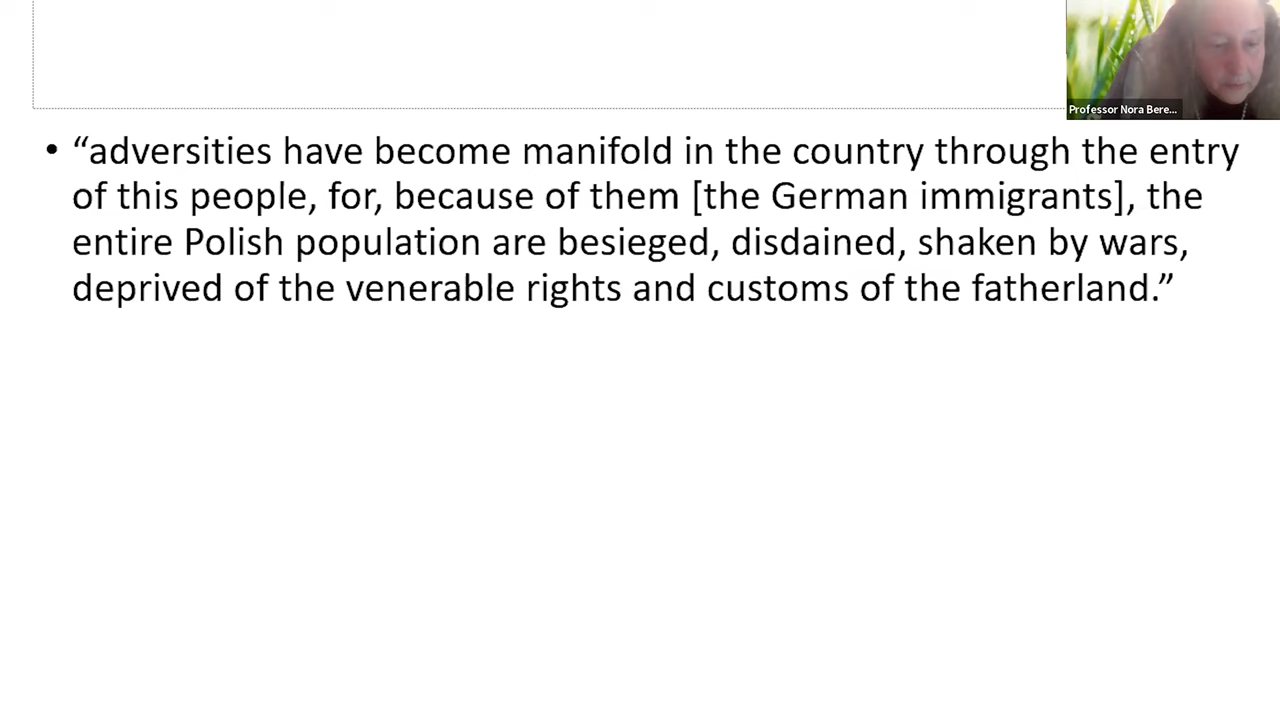 Professor Nora Bere...
• “adversities have become manifold in the country through the entry
of this people, for, because of them [the German immigrants], the
entire Polish population are besieged, disdained, shaken by wars,
deprived of the venerable rights and customs of the fatherland.”